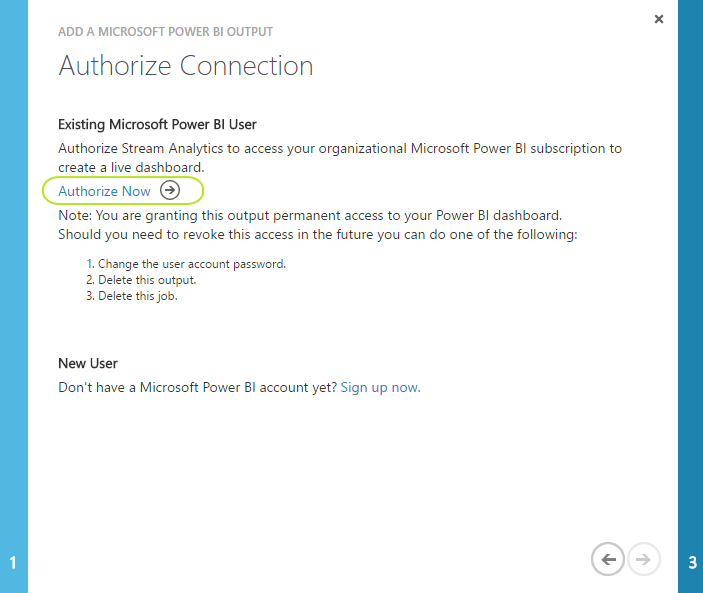 ADD A MICROSOFT POWER BI OUTPUT
Authorize Connection
Existing Microsoft Power BI User
Authorize Stream Analytics to access your organizational Microsoft Power BI subscription to
create a live dashboard.
Authorize Now
Note: You are granting this output permanent access to your Power BI dashboard.
Should you need to revoke this access in the future you can do one of the following:
1. Change the user account password.
2. Delete this output.
3. Delete this job.
New User
Don't have a Microsoft Power BI account yet? Sign up now.
1
3